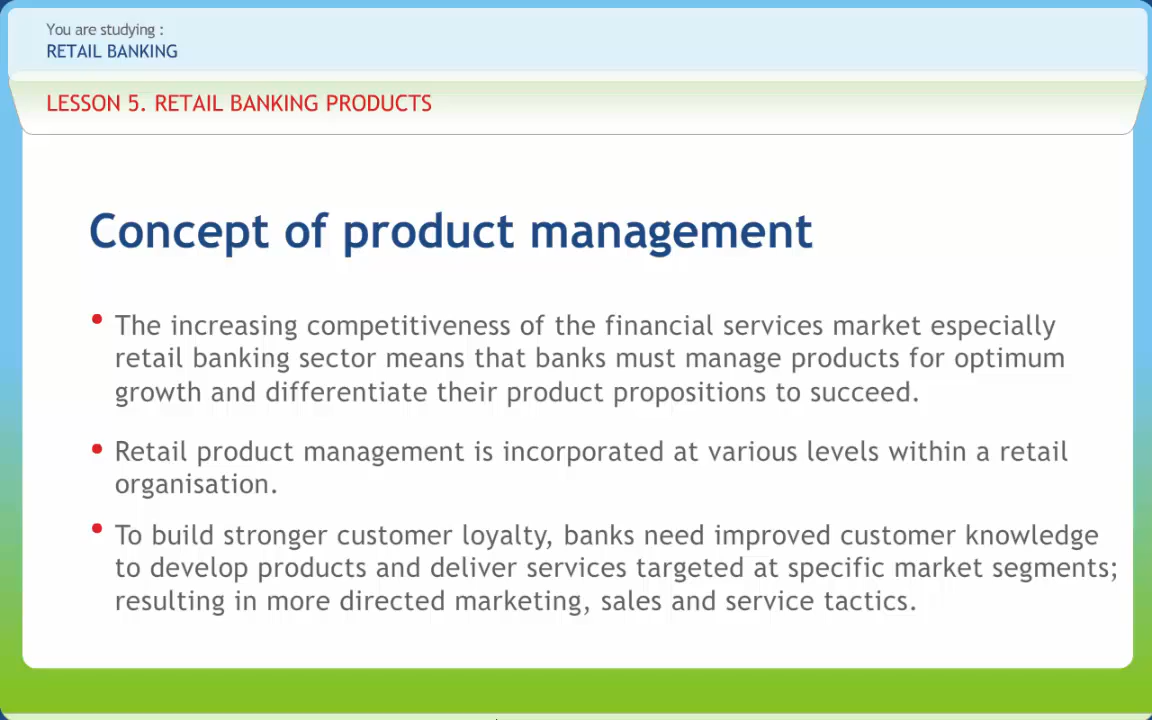 You are studying :
RETAIL BANKING
LESSON 5. RETAIL BANKING PRODUCTS
Concept of product management
• The increasing competitiveness of the financial services market especially
retail banking sector means that banks must manage products for optimum
growth and differentiate their product propositions to succeed.
• Retail product management is incorporated at various levels within a retail
organisation.
• To build stronger customer loyalty, banks need improved customer knowledge
to develop products and deliver services targeted at specific market segments;
resulting in more directed marketing, sales and service tactics.